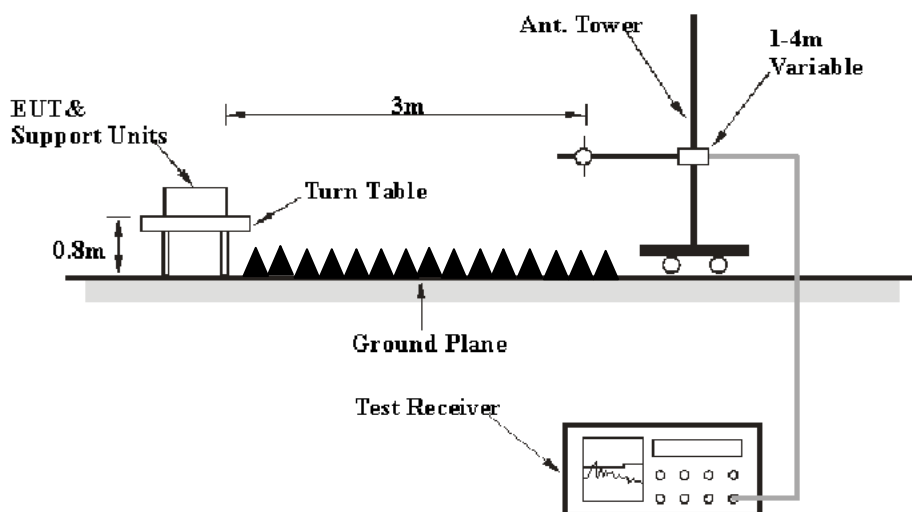 Ant. Tower
1-4m
Variable
EUT &
Support Units
3m
Turn Table
0.8m
Ground Plane
Test Receiver